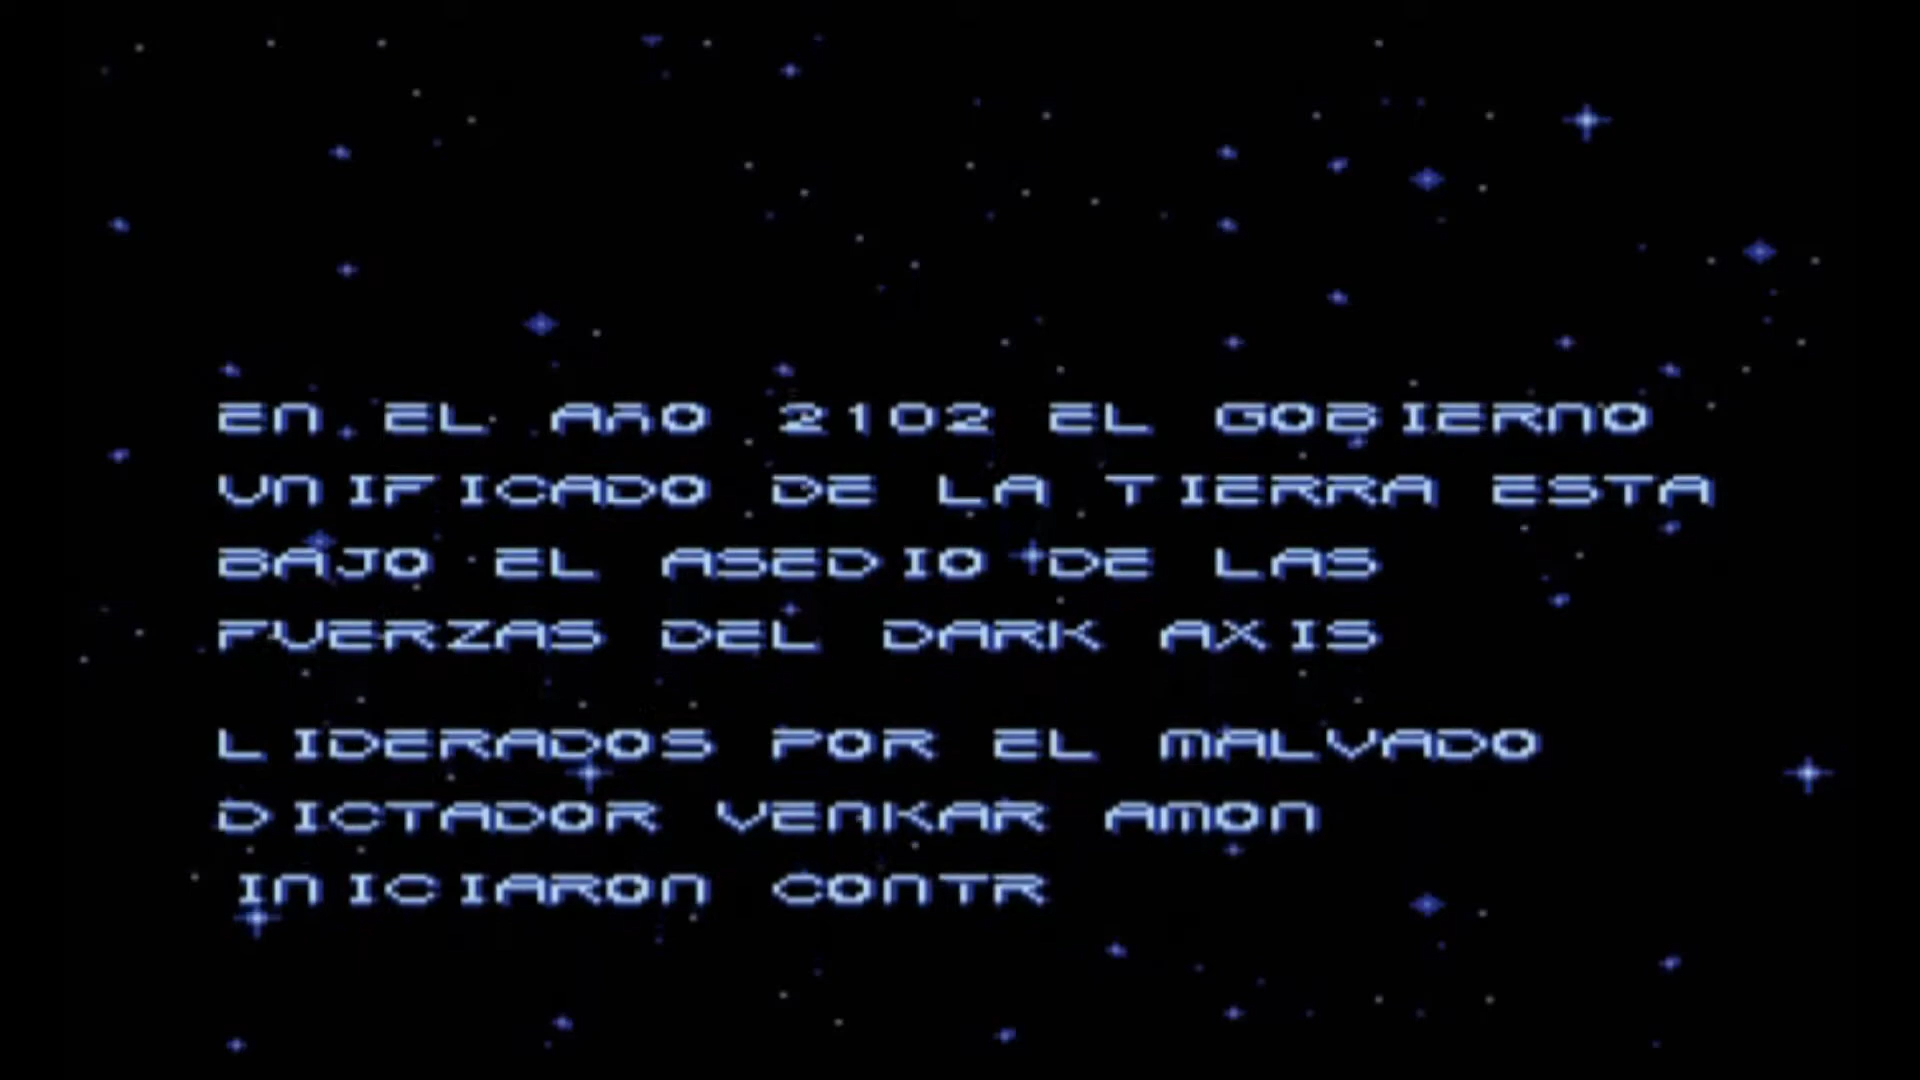 EN EL AÑO 2102 EL GOBIERNO
UNIFICADO DE LA TIERRA ESTA
BAJO EL ASEDIO DE LAS
FUERZAS DEL DARK AXIS
LIDERADOS POR EL MALVADO
DICTADOR VENKAR AMON
INICIARON CONTR